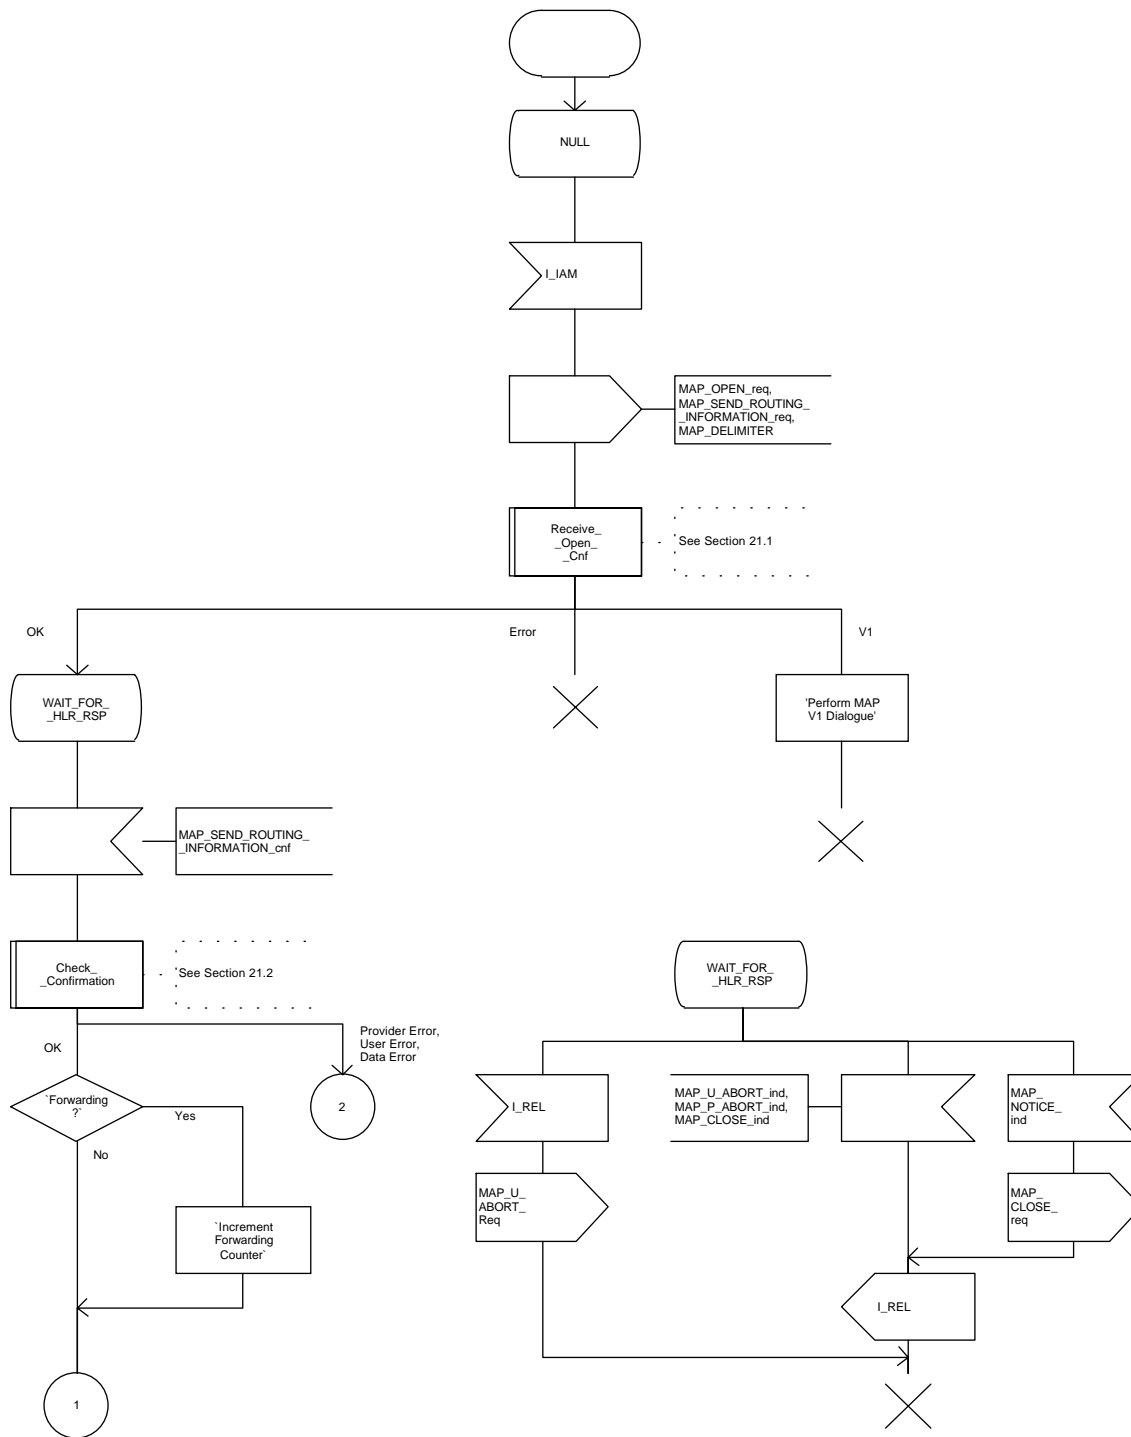 NULL
I_IAM
MAP_OPEN_req,
MAP_SEND_ROUTING_
_INFORMATION_req,
MAP_DELIMITER
Receive_
_Open_
_Cnf
See Section 21.1
OK
Error
V1
WAIT_FOR_
_HLR_RSP
'Perform MAP
V1 Dialogue'
MAP_SEND_ROUTING_
_INFORMATION_cnf
Check_
_Confirmation
See Section 21.2
OK
Provider Error,
User Error,
Data Error
`Forwarding
?`
Yes
No
2
`Increment
Forwarding
Counter`
1
WAIT_FOR_
_HLR_RSP
I_REL
MAP_U_ABORT_ind,
MAP_P_ABORT_ind,
MAP_CLOSE_ind
MAP_
NOTICE_
ind
MAP_U_
ABORT_
Req
MAP_
CLOSE_
req
I_REL